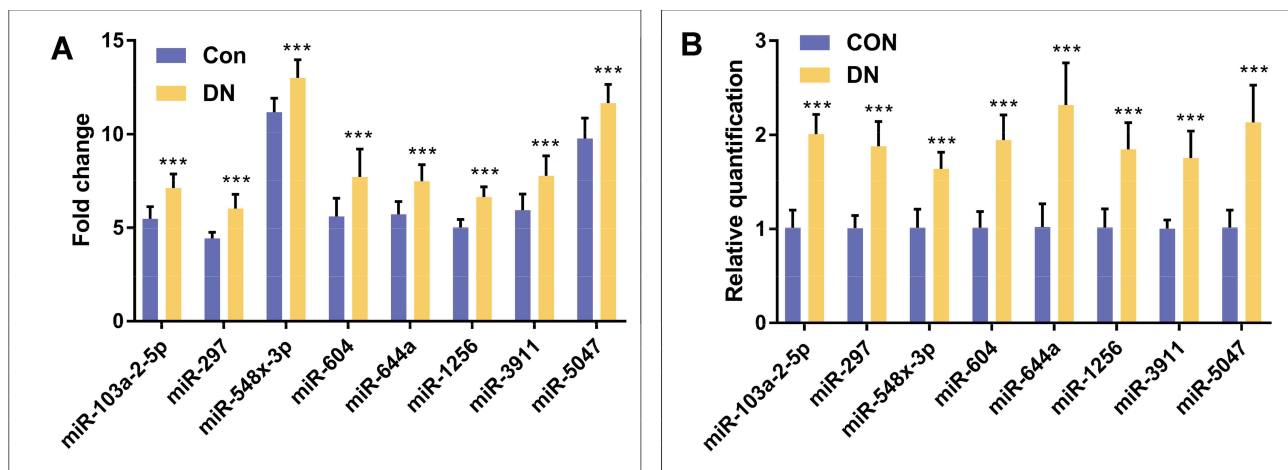 A
Con
DN
Fold change
15
10
5
0
***
***
***
***
***
***
***
***
miR-103a-2-5p
miR-297
miR-548x-3p
miR-604
miR-644a
miR-1256
miR-3911
miR-5047
B
CON
DN
Relative quantification
3
2
1
0
***
***
***
***
***
***
***
***
miR-103a-2-5p
miR-297
miR-548x-3p
miR-604
miR-644a
miR-1256
miR-3911
miR-5047